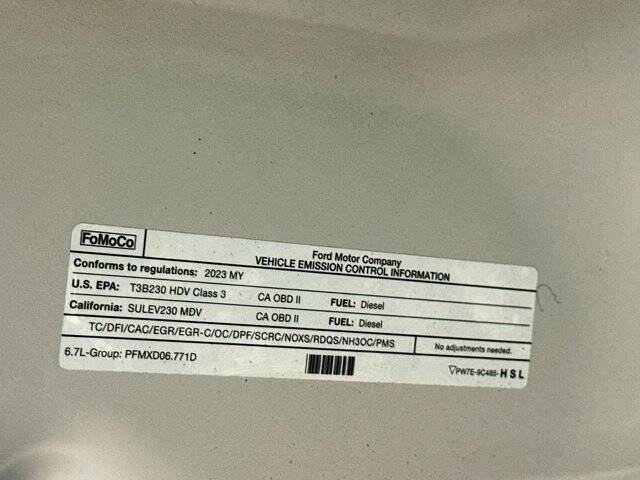 FoMoCo
Ford Motor Company
VEHICLE EMISSION CONTROL INFORMATION
Conforms to regulations: 2023 MY
U.S. EPA: T3B230 HDV Class 3 CA OBD II FUEL: Diesel
California: SULEV230 MDV CA OBD II FUEL: Diesel
TC/DFI/CAC/EGR/EGR-C/OC/DPF/SCRC/NOXS/RDQS/NH3OC/PMS No adjustments needed.
6.7L-Group: PFMXD06.771D ▽PW7E-9C485-HSL